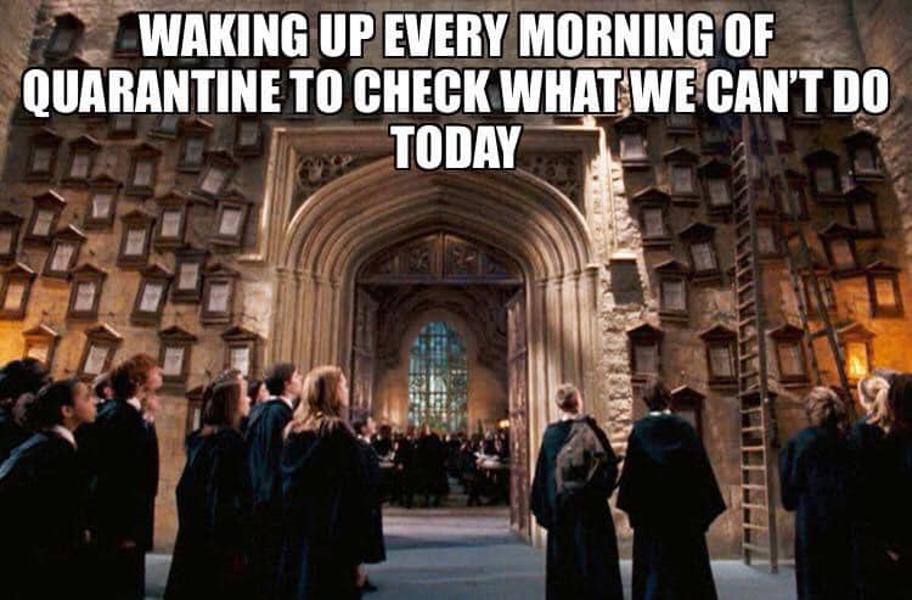 WAKING UP EVERY MORNING OF
QUARANTINE TO CHECK WHAT WE CAN'T DO
TODAY